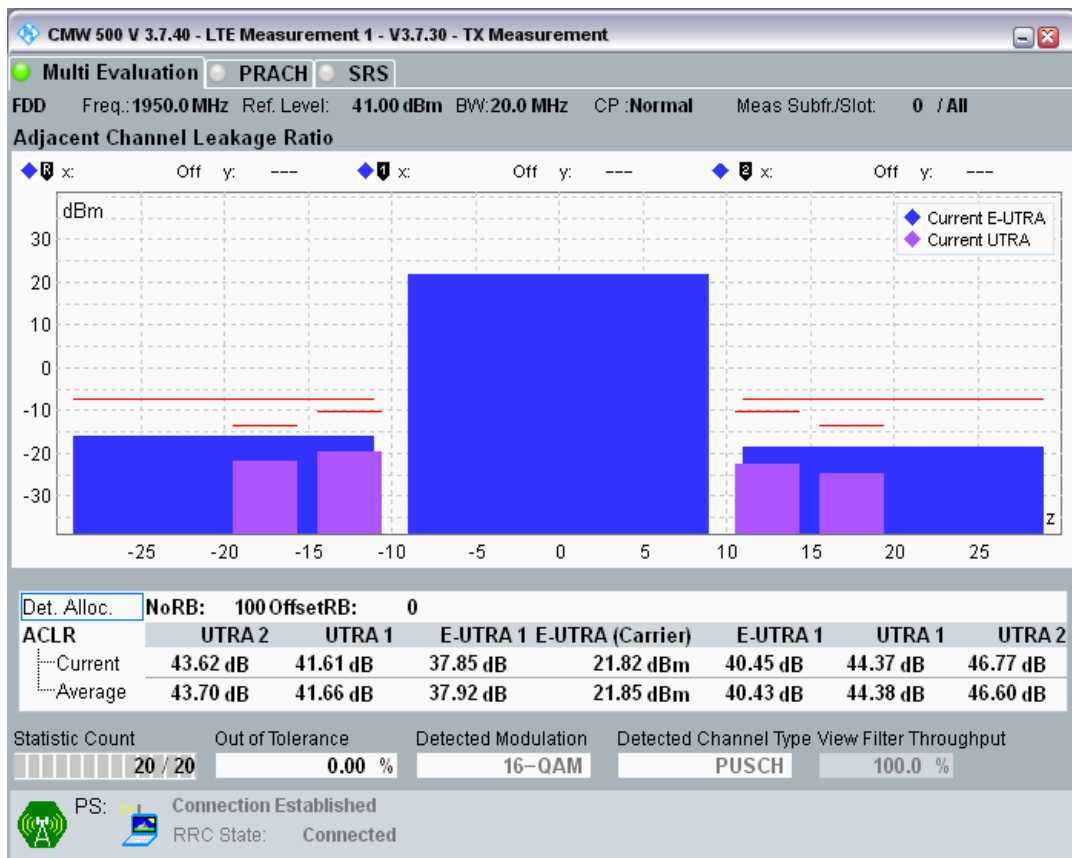 CMW 500 V 3.7.40 - LTE Measurement 1 - V3.7.30 - TX Measurement
Multi Evaluation PRACH SRS
FDD Freq.: 1950.0 MHz Ref. Level: 41.00 dBm BW: 20.0 MHz CP :Normal Meas Subfr./Slot: 0 / All
Adjacent Channel Leakage Ratio
R x: Off y: --- 1 x: Off y: --- 2 x: Off y: ---
dBm
Current E-UTRA
Current UTRA
30
20
10
0
-10
-20
-30
z
-25 -20 -15 -10 -5 0 5 10 15 20 25
Det. Alloc. NoRB: 100 OffsetRB: 0
ACLR UTRA 2 UTRA 1 E-UTRA 1 E-UTRA (Carrier) E-UTRA 1 UTRA 1 UTRA 2
Current 43.62 dB 41.61 dB 37.85 dB 21.82 dBm 40.45 dB 44.37 dB 46.77 dB
Average 43.70 dB 41.66 dB 37.92 dB 21.85 dBm 40.43 dB 44.38 dB 46.60 dB
Statistic Count Out of Tolerance Detected Modulation Detected Channel Type View Filter Throughput
20 / 20 0.00 % 16-QAM PUSCH 100.0 %
PS: Connection Established
RRC State: Connected